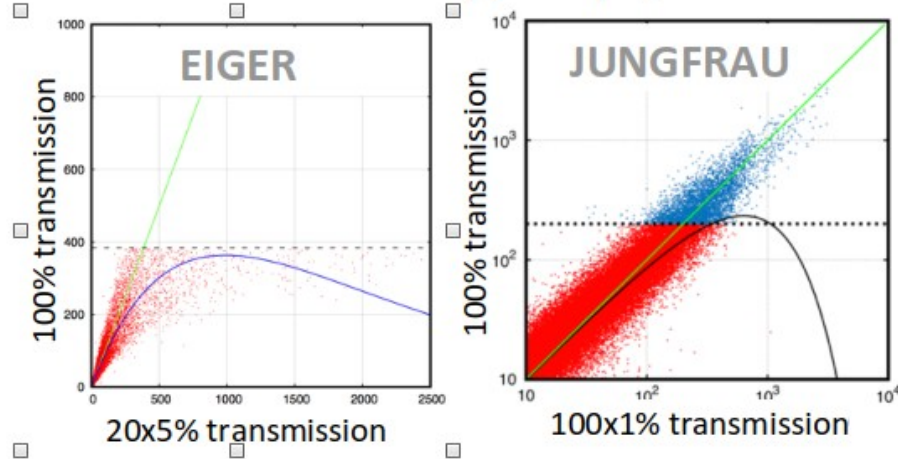 1000
800
600
400
200
0
100% transmission
EIGER
0 500 1000 1500 2000 2500
20x5% transmission
10⁴
10³
10²
10
100% transmission
JUNGFRAU
10 10² 10³ 10⁴
100x1% transmission